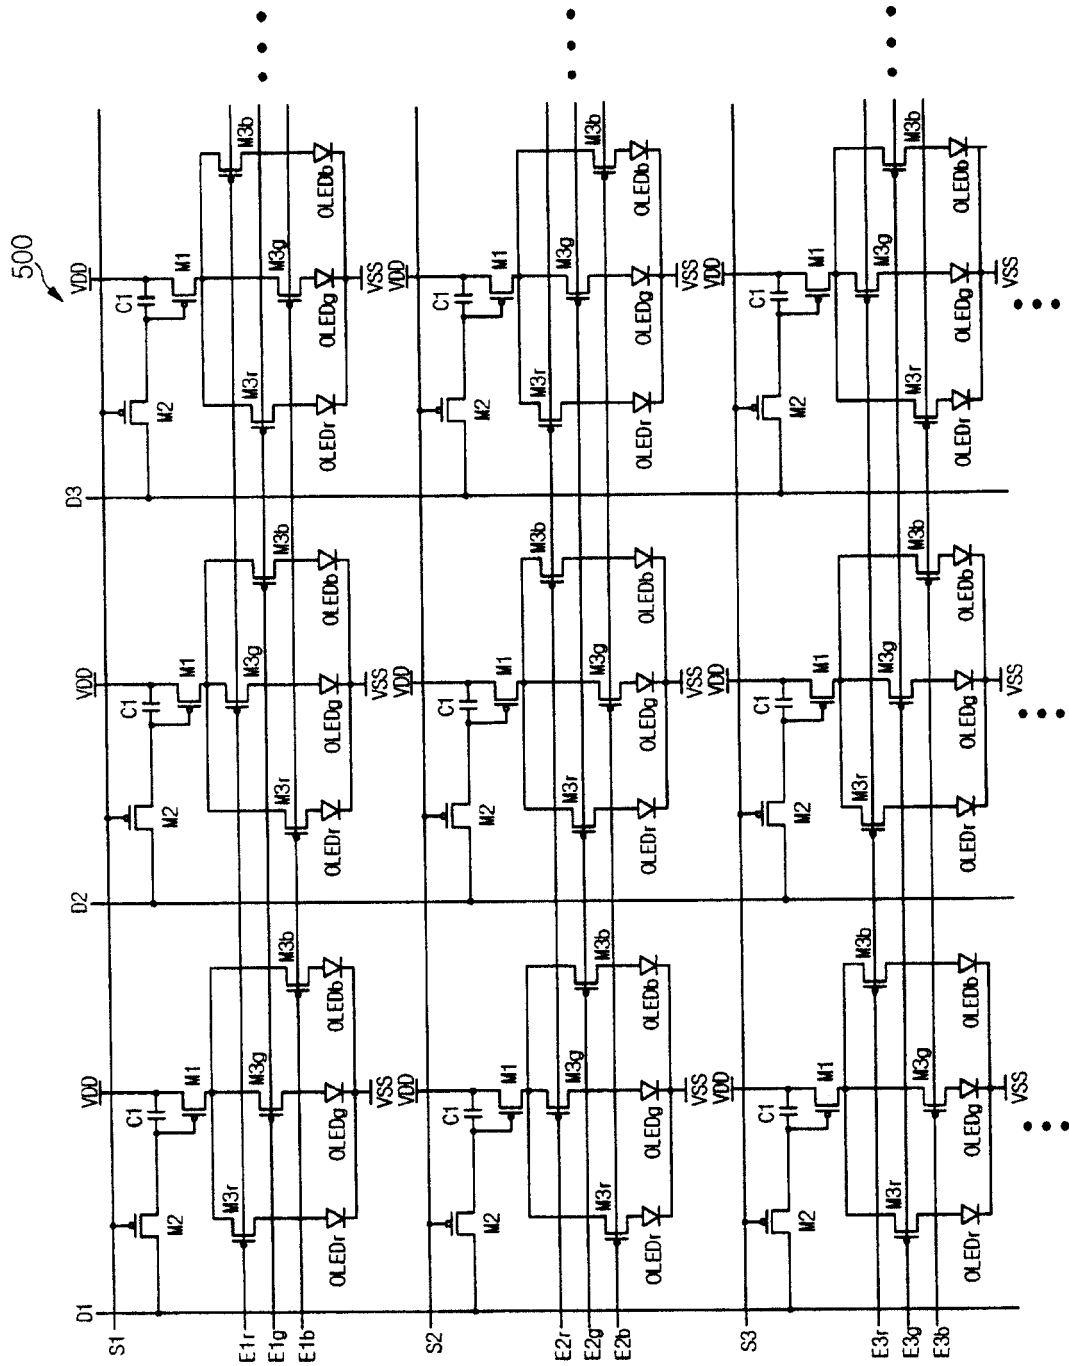 500
D1 VDD D2 VDD D3 VDD
S1
C1 C1 C1
M2 M1 M2 M1 M2 M1
M3r M3g M3b M3r M3g M3b M3r M3g M3b
E1r
E1g
E1b
OLEDr OLEDg OLEDb OLEDr OLEDg OLEDb OLEDr OLEDg OLEDb
VSS VSS VSS
VDD VDD VDD
S2
C1 C1 C1
M2 M1 M2 M1 M2 M1
M3r M3g M3b M3r M3g M3b M3r M3g M3b
E2r
E2g
E2b
OLEDr OLEDg OLEDb OLEDr OLEDg OLEDb OLEDr OLEDg OLEDb
VSS VSS VSS
VDD VDD VDD
S3
C1 C1 C1
M2 M1 M2 M1 M2 M1
M3r M3g M3b M3r M3g M3b M3r M3g M3b
E3r
E3g
E3b
OLEDr OLEDg OLEDb OLEDr OLEDg OLEDb OLEDr OLEDg OLEDb
VSS VSS VSS